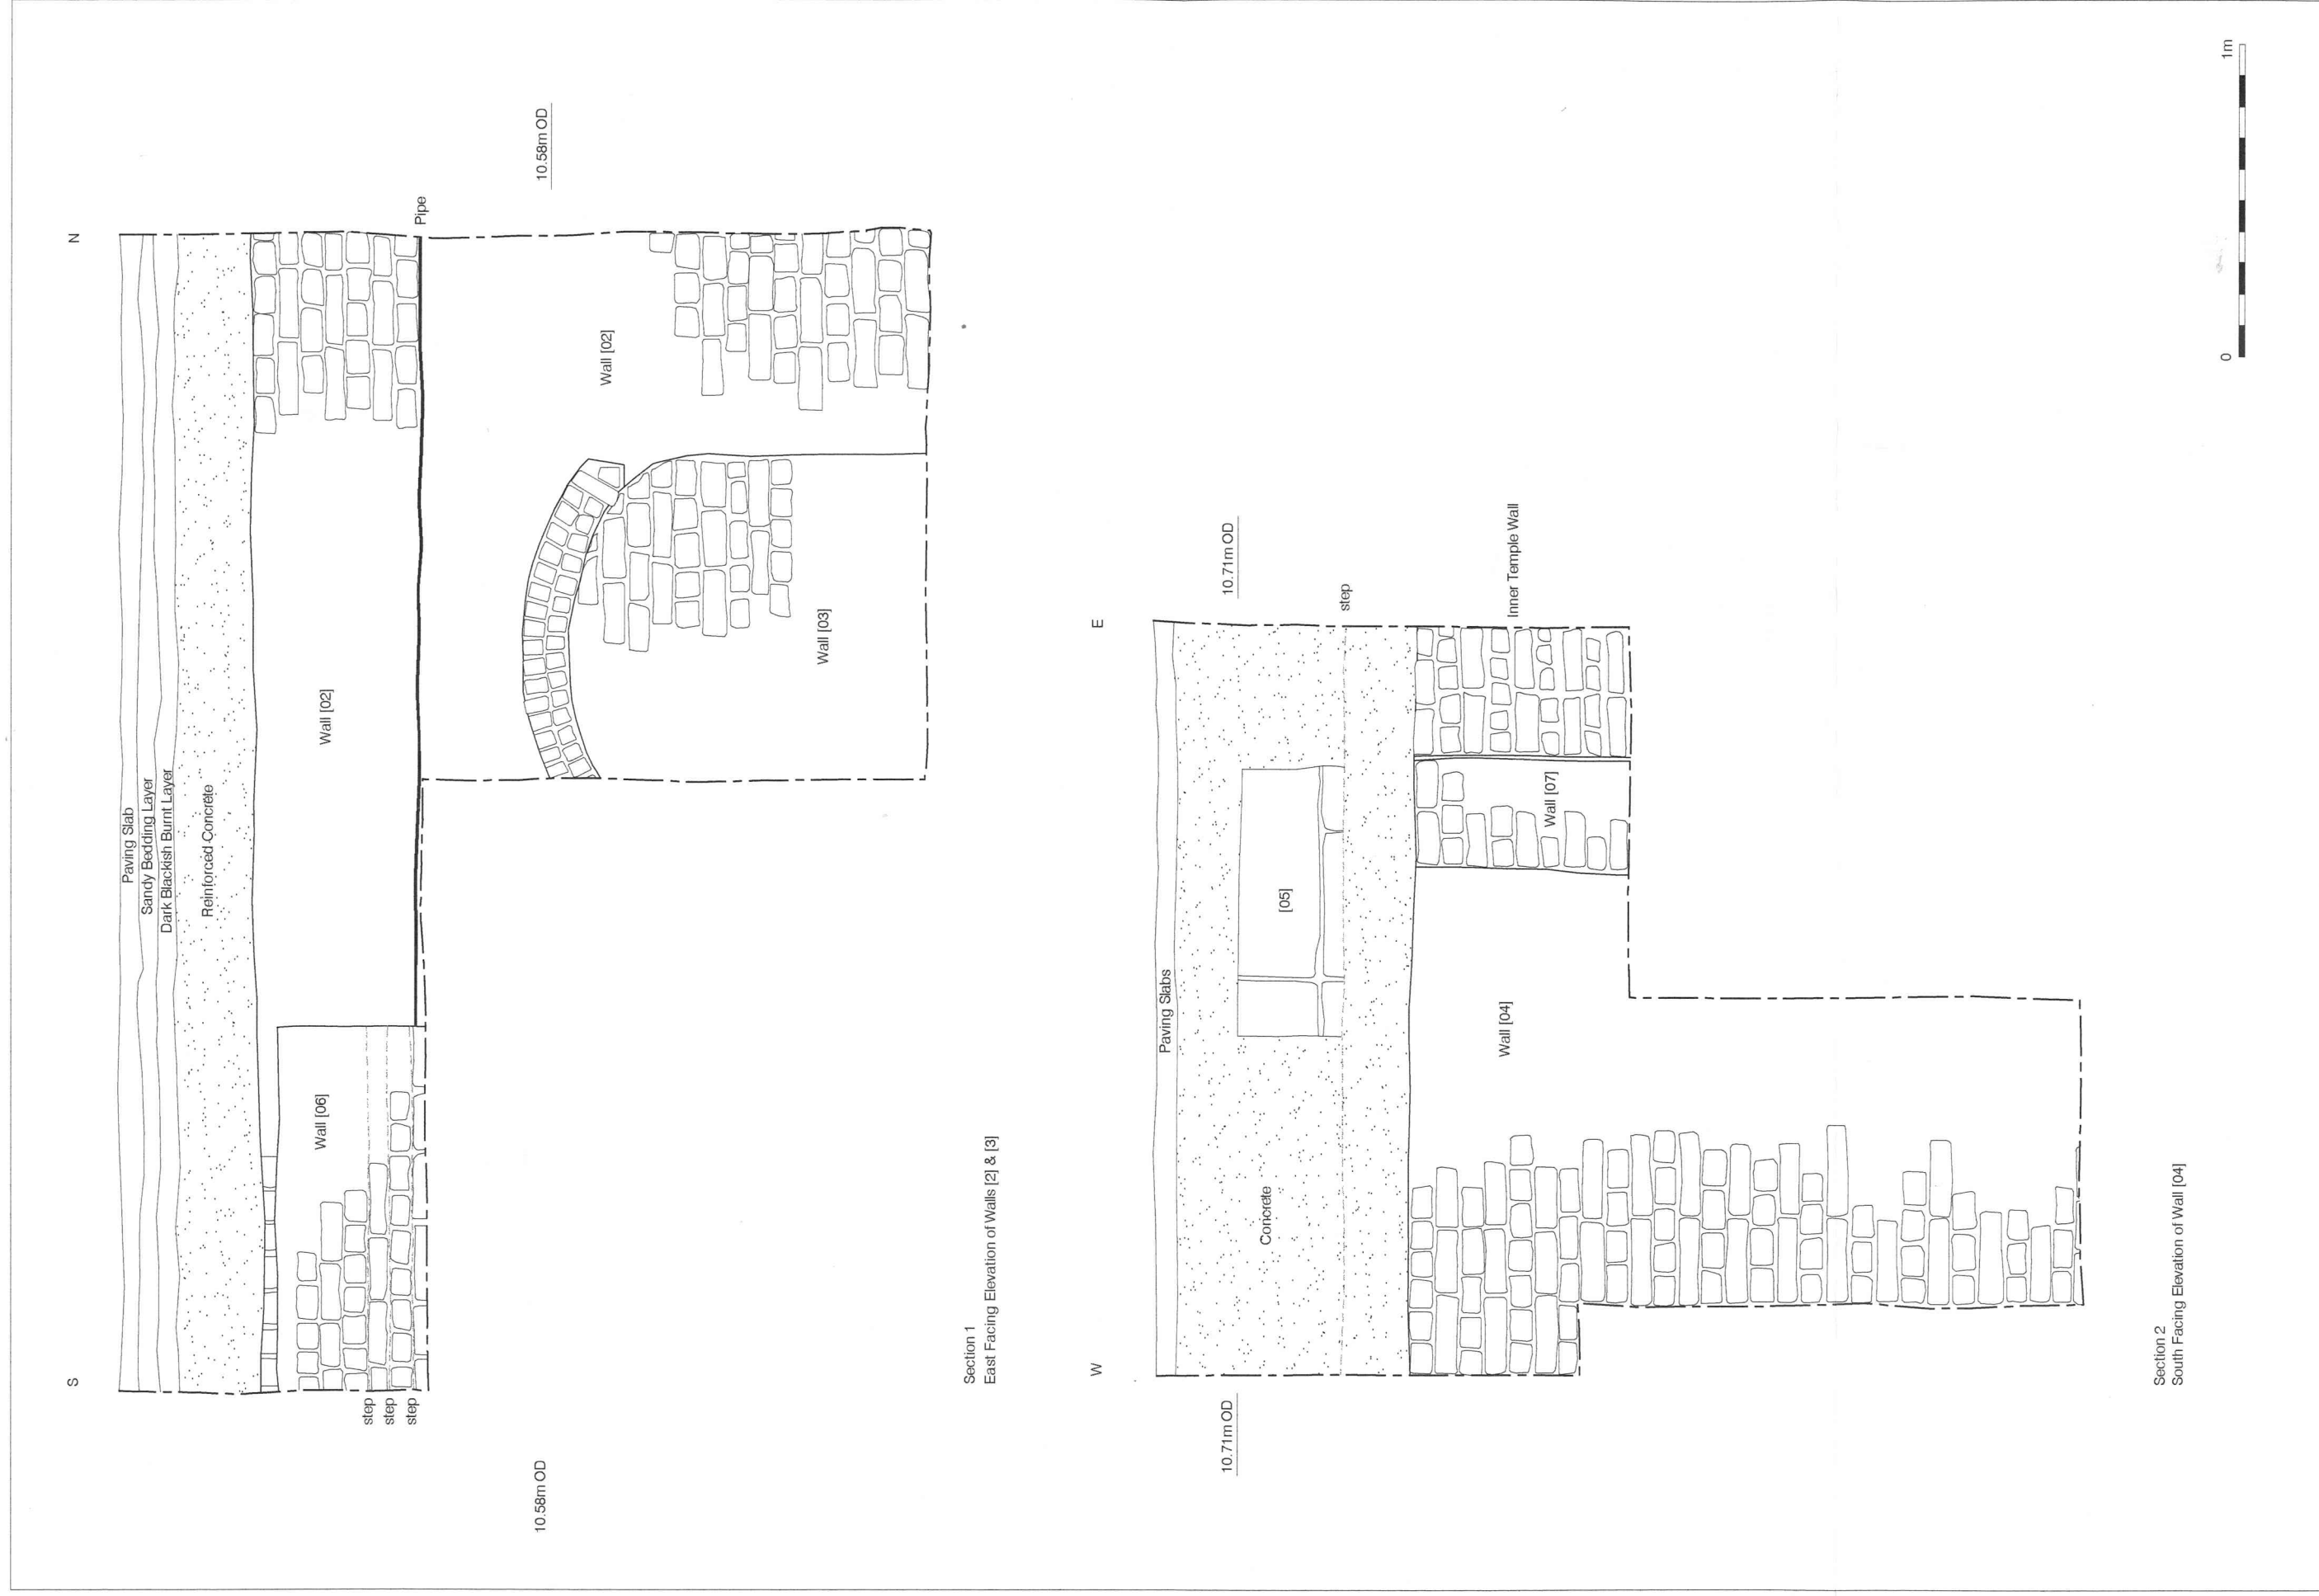 S
N
Paving Slab
Sandy Bedding Layer
Dark Blackish Burnt Layer
Reinforced Concrete
Wall [02]
Wall [06]
step
step
step
Pipe
10.58m OD
10.58m OD
Wall [02]
Wall [03]
Section 1
East Facing Elevation of Walls [2] & [3]
W
E
Paving Slabs
10.71m OD
10.71m OD
Concrete
[05]
step
Wall [04]
Wall [07]
Inner Temple Wall
Section 2
South Facing Elevation of Wall [04]
0
1m